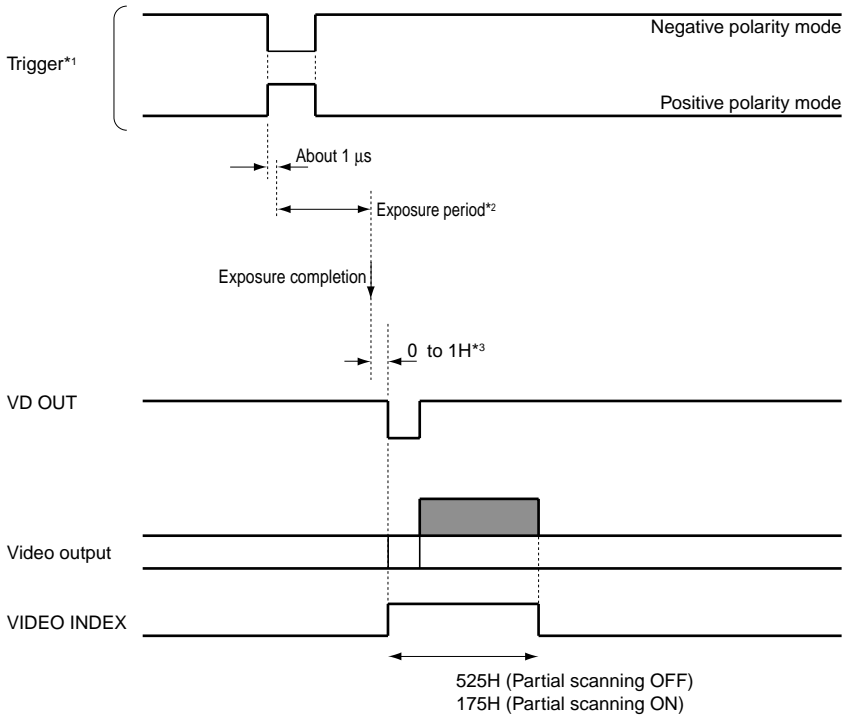 Negative polarity mode
Trigger*1
Positive polarity mode
About 1 μs
Exposure period*2
Exposure completion
0 to 1H*3
VD OUT
Video output
VIDEO INDEX
525H (Partial scanning OFF)
175H (Partial scanning ON)